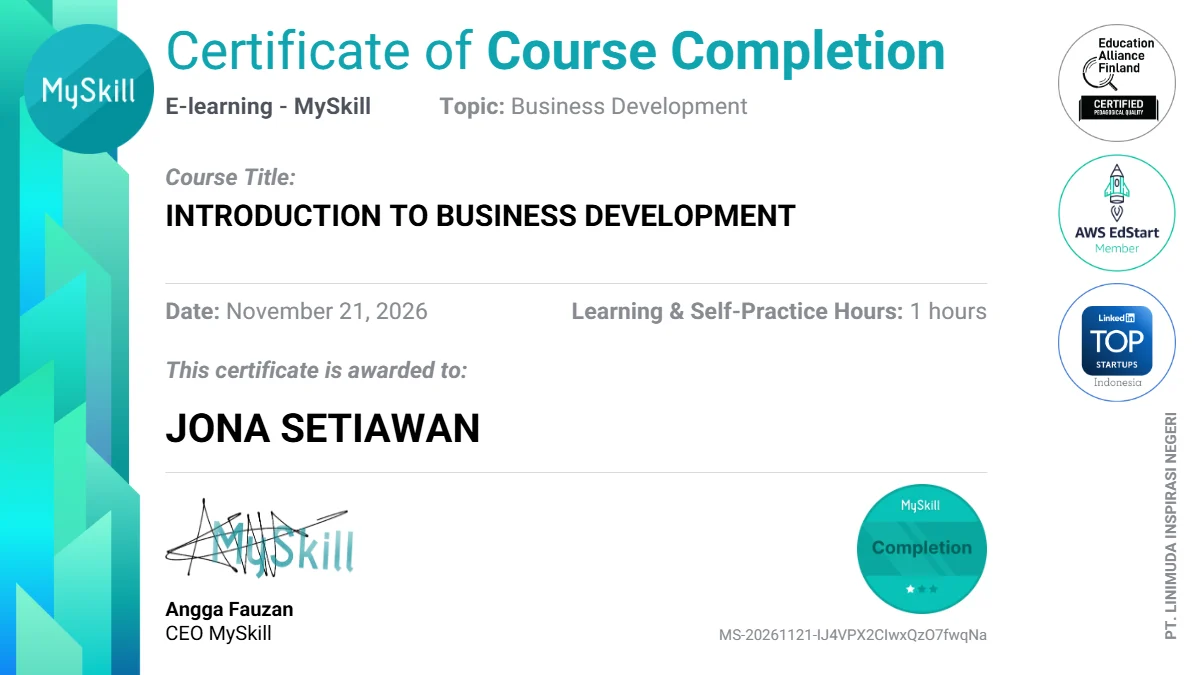 MySkill
Certificate of Course Completion
E-learning - MySkill
Topic: Business Development
Course Title:
INTRODUCTION TO BUSINESS DEVELOPMENT
Date: November 21, 2026
Learning & Self-Practice Hours: 1 hours
This certificate is awarded to:
JONA SETIAWAN
MySkill
Angga Fauzan
CEO MySkill
MySkill
Completion
MS-20261121-IJ4VPX2CIwxQzO7fwqNa
Education
Alliance
Finland
CERTIFIED
PEDAGOGICAL QUALITY
AWS EdStart
Member
LinkedIn
TOP
STARTUPS
Indonesia
PT. LINIMUDA INSPIRASI NEGERI